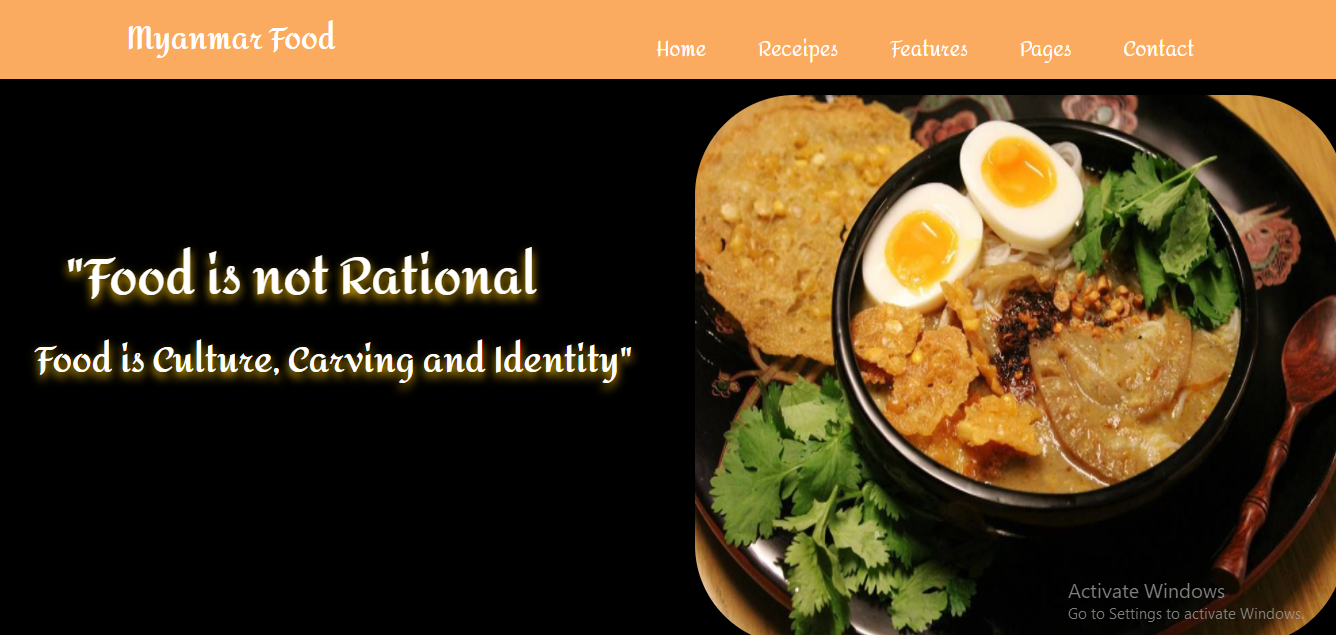 Myanmar Food
Home Receipes Features Pages Contact
"Food is not Rational
Food is Culture, Carving and Identity"
Activate Windows
Go to Settings to activate Windows.